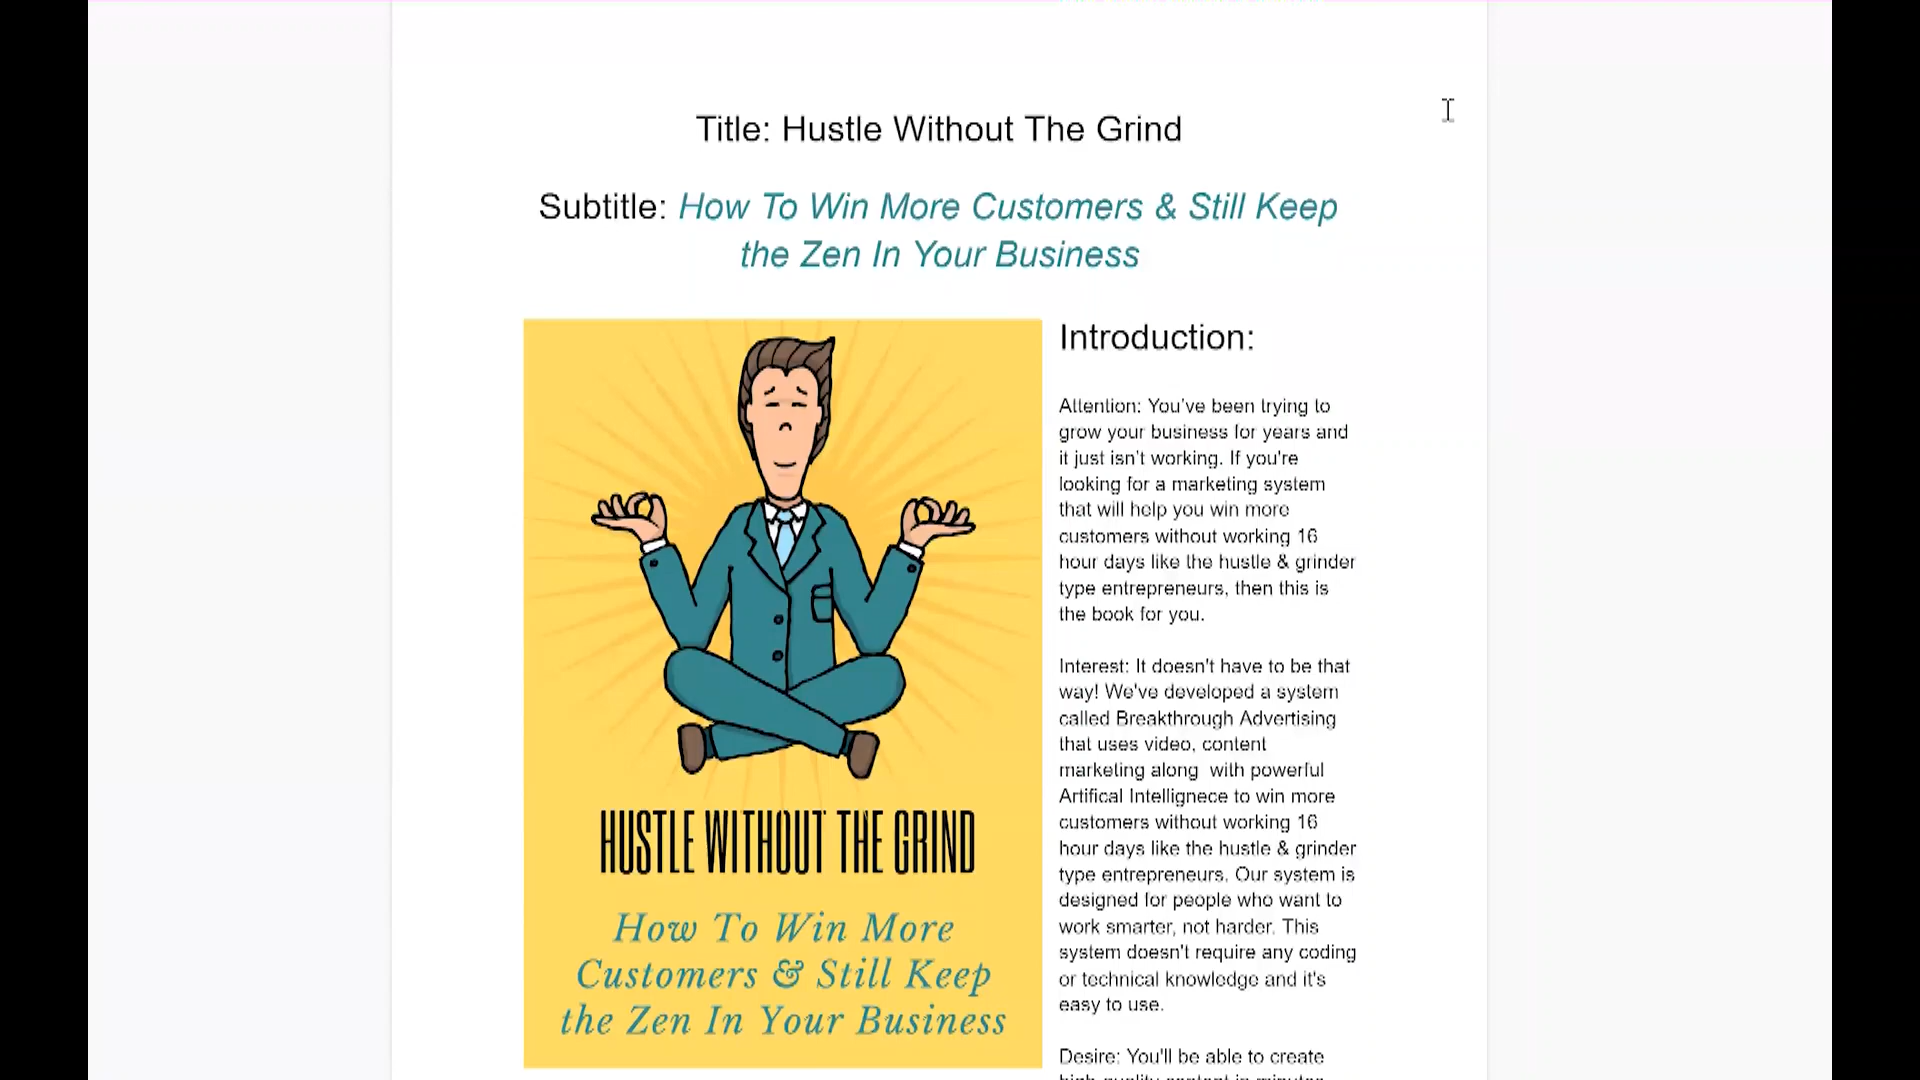 Title: Hustle Without The Grind
Subtitle: How To Win More Customers & Still Keep
the Zen In Your Business
HUSTLE WITHOUT THE GRIND
How To Win More
Customers & Still Keep
the Zen In Your Business
Introduction:
Attention: You've been trying to
grow your business for years and
it just isn't working. If you're
looking for a marketing system
that will help you win more
customers without working 16
hour days like the hustle & grinder
type entrepreneurs, then this is
the book for you.
Interest: It doesn't have to be that
way! We've developed a system
called Breakthrough Advertising
that uses video, content
marketing along  with powerful
Artifical Intellignece to win more
customers without working 16
hour days like the hustle & grinder
type entrepreneurs. Our system is
designed for people who want to
work smarter, not harder. This
system doesn't require any coding
or technical knowledge and it's
easy to use.
Desire: You'll be able to create
high quality content in minutes